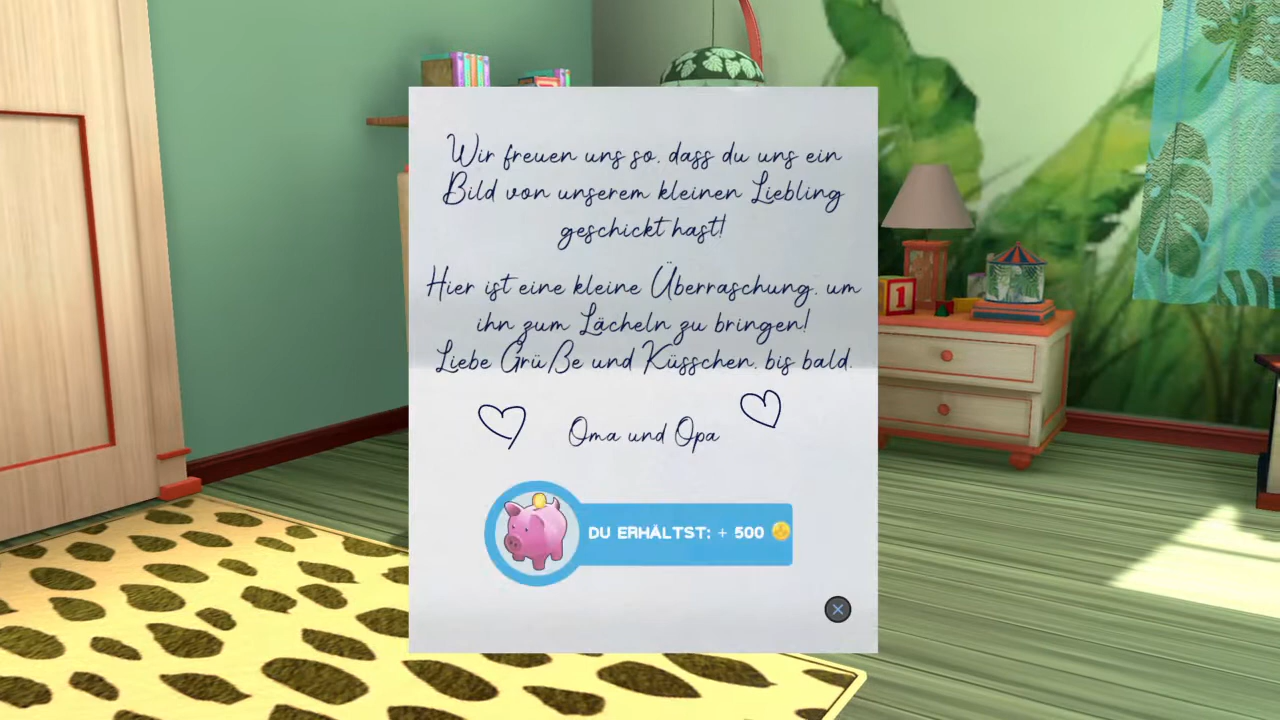 Wir freuen uns so, dass du uns ein
Bild von unserem kleinen Liebling
geschickt hast!
Hier ist eine kleine Überraschung, um
ihn zum Lächeln zu bringen!
Liebe Grüße und Küsschen, bis bald.
Oma und Opa
DU ERHÄLTST: + 500
1